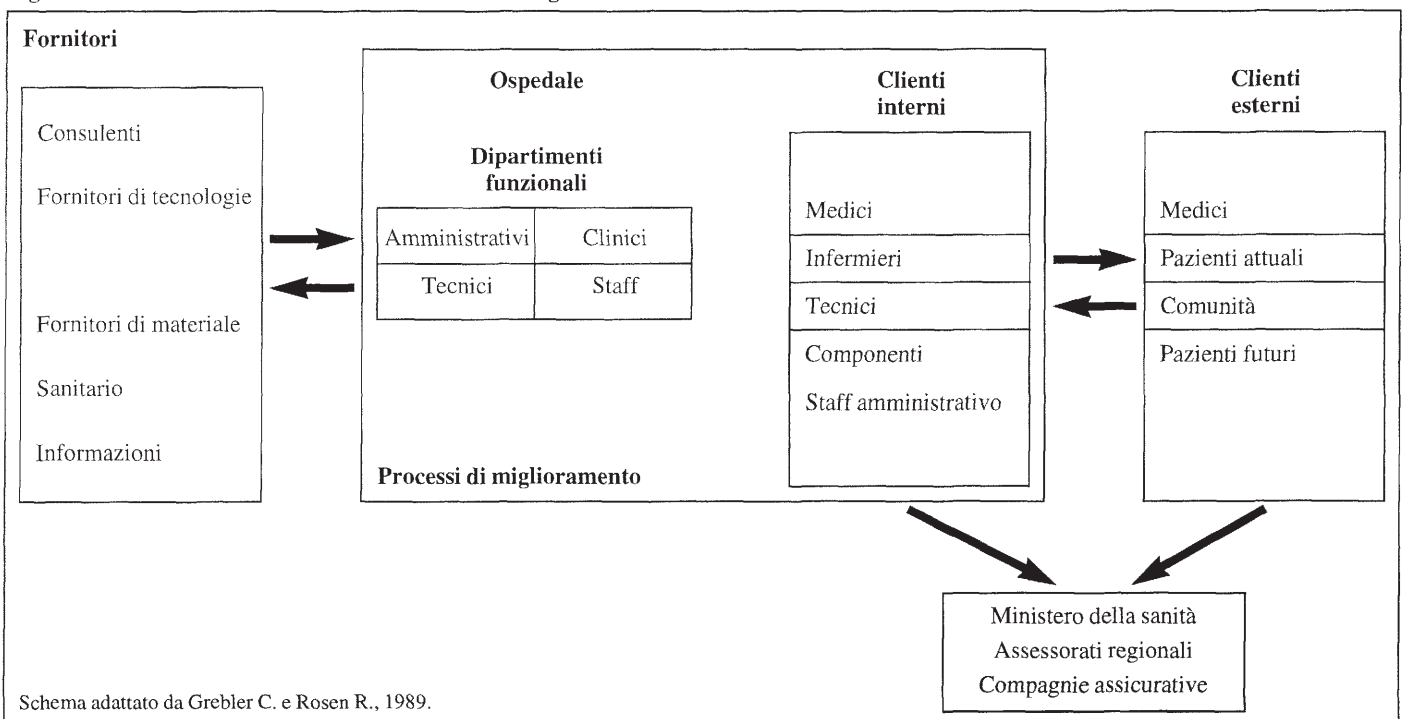 Fornitori
Consulenti
Fornitori di tecnologie
Fornitori di materiale
Sanitario
Informazioni
Ospedale
Dipartimenti
funzionali
Amministrativi
Clinici
Tecnici
Staff
Processi di miglioramento
Clienti
interni
Medici
Infermieri
Tecnici
Componenti
Staff amministrativo
Clienti
esterni
Medici
Pazienti attuali
Comunità
Pazienti futuri
Ministero della sanità
Assessorati regionali
Compagnie assicurative
Schema adattato da Grebler C. e Rosen R., 1989.